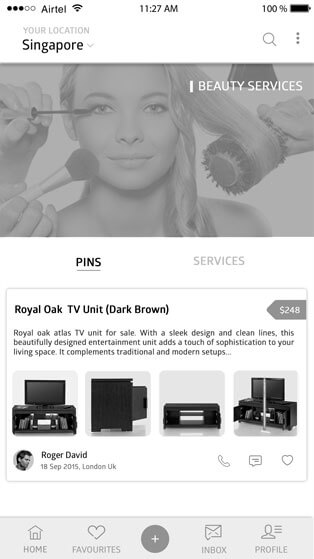 Airtel 11:27 AM 100 %
YOUR LOCATION
Singapore
BEAUTY SERVICES
PINS SERVICES
Royal Oak TV Unit (Dark Brown) $248
Royal oak atlas TV unit for sale. With a sleek design and clean lines, this
beautifully designed entertainment unit adds a touch of sophistication to your
living space. It complements traditional and modern setups...
Roger David
18 Sep 2015, London Uk
HOME FAVOURITES + INBOX PROFILE